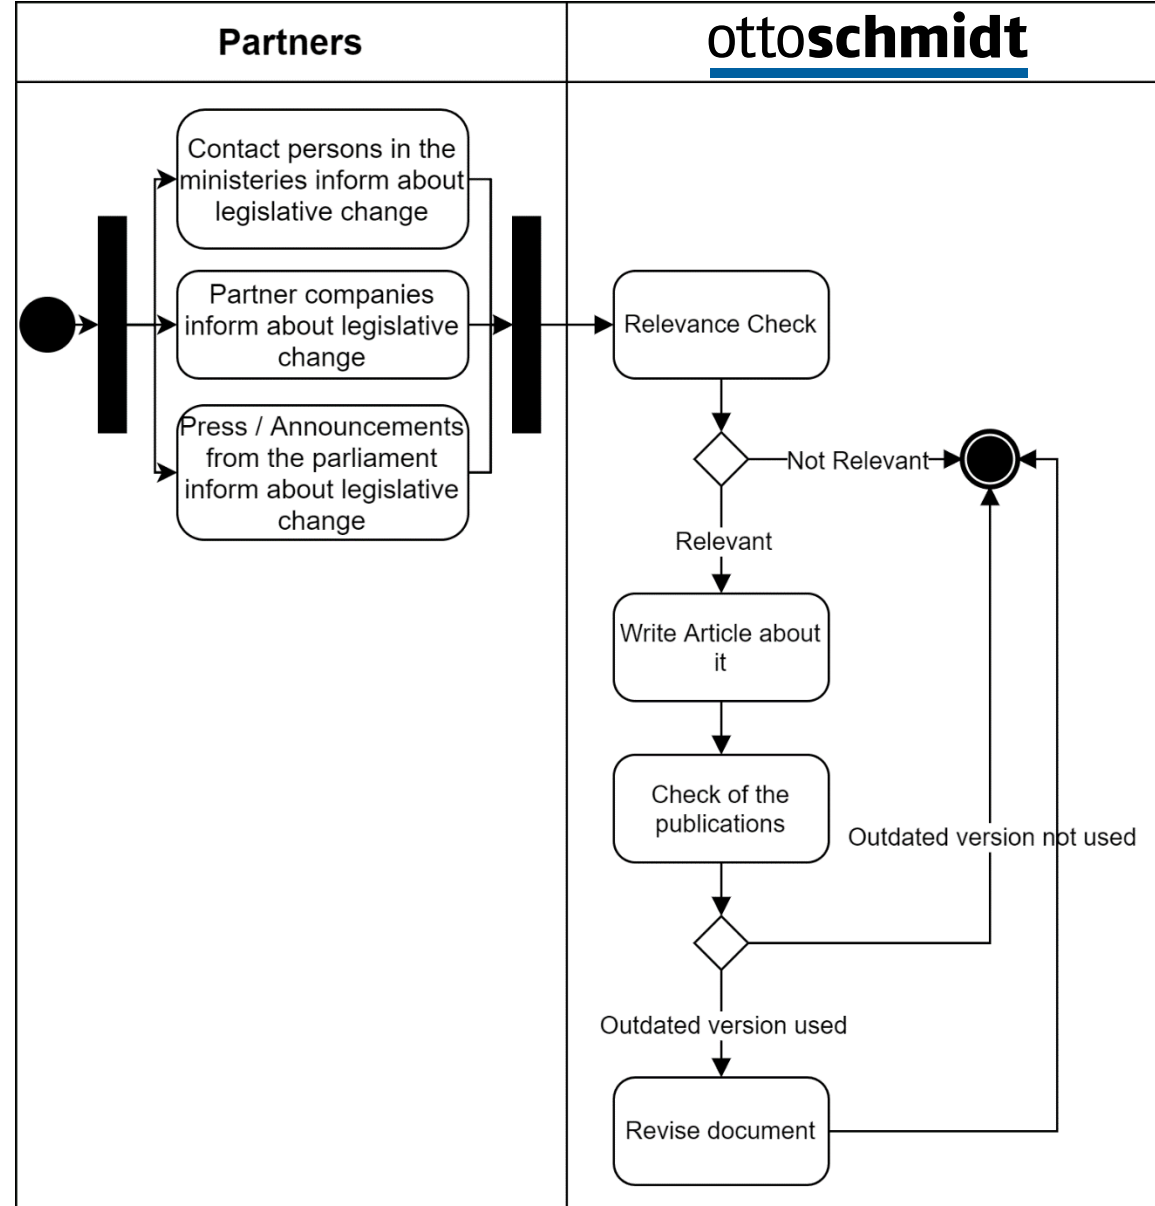 Partners
ottoschmidt
Contact persons in the
ministeries inform about
legislative change
Partner companies
inform about legislative
change
Press / Announcements
from the parliament
inform about legislative
change
Relevance Check
Not Relevant
Relevant
Write Article about
it
Check of the
publications
Outdated version not used
Outdated version used
Revise document